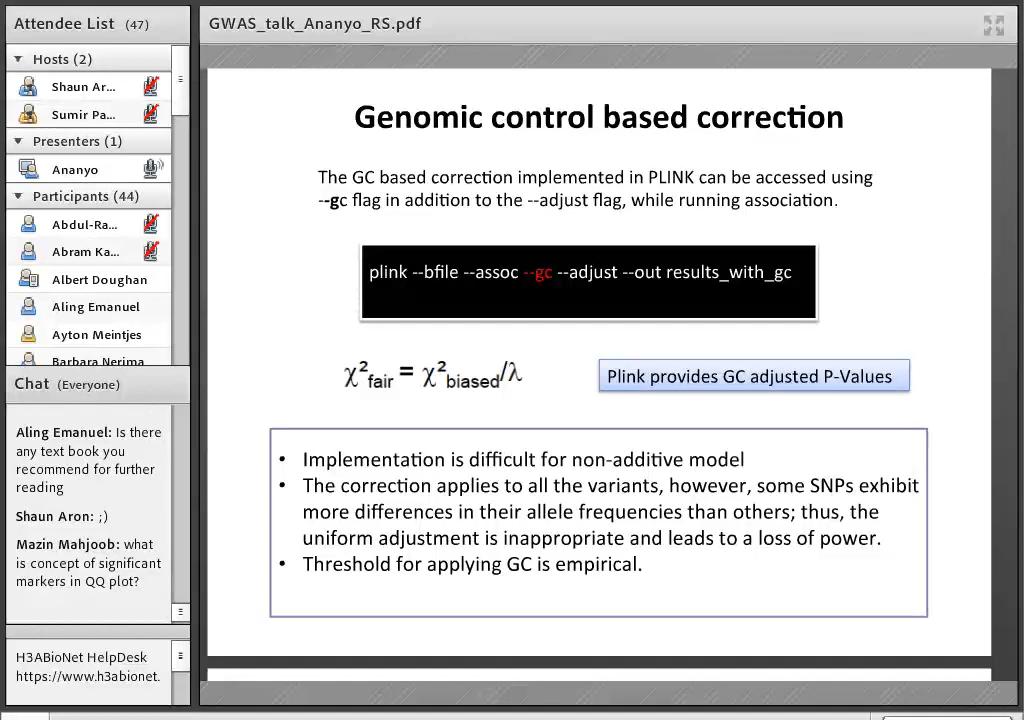 Attendee List (47)
Hosts (2)
Shaun Ar...
Sumir Pa...
Presenters (1)
Ananyo
Participants (44)
Abdul-Ra...
Abram Ka...
Albert Doughan
Aling Emanuel
Ayton Meintjes
Barbara Nerima
Chat (Everyone)
Aling Emanuel: Is there
any text book you
recommend for further
reading
Shaun Aron: ;)
Mazin Mahjoob: what
is concept of significant
markers in QQ plot?
H3ABioNet HelpDesk
https://www.h3abionet.
GWAS_talk_Ananyo_RS.pdf
Genomic control based correction
The GC based correction implemented in PLINK can be accessed using
--gc flag in addition to the --adjust flag, while running association.
plink --bfile --assoc --gc --adjust --out results_with_gc
χ²fair = χ²biased/λ
Plink provides GC adjusted P-Values
• Implementation is difficult for non-additive model
• The correction applies to all the variants, however, some SNPs exhibit
more differences in their allele frequencies than others; thus, the
uniform adjustment is inappropriate and leads to a loss of power.
• Threshold for applying GC is empirical.